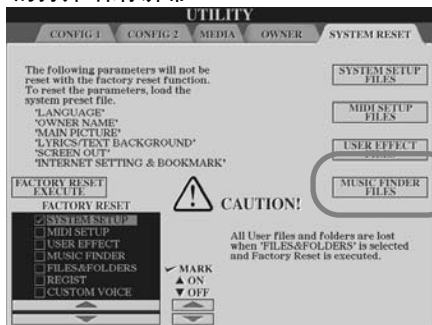 UTILITY
CONFIG 1 CONFIG 2 MEDIA OWNER SYSTEM RESET
The following parameters will not be
reset with the factory reset function.
To reset the parameters, load the
system preset file.
"LANGUAGE"
"OWNER NAME"
"MAIN PICTURE"
"LYRICS/TEXT BACKGROUND"
"SCREEN OUT"
"INTERNET SETTING & BOOKMARK"
SYSTEM SETUP
FILES
MIDI SETUP
FILES
USER EFFECT
MUSIC FINDER
FILES
FACTORY RESET
EXECUTE
FACTORY RESET
SYSTEM SETUP
MIDI SETUP
USER EFFECT
MUSIC FINDER
FILES&FOLDERS
REGIST
CUSTOM VOICE
MARK
▲ ON
▼ OFF
CAUTION!
All User files and folders are lost
when "FILES&FOLDERS" is selected
and Factory Reset is executed.